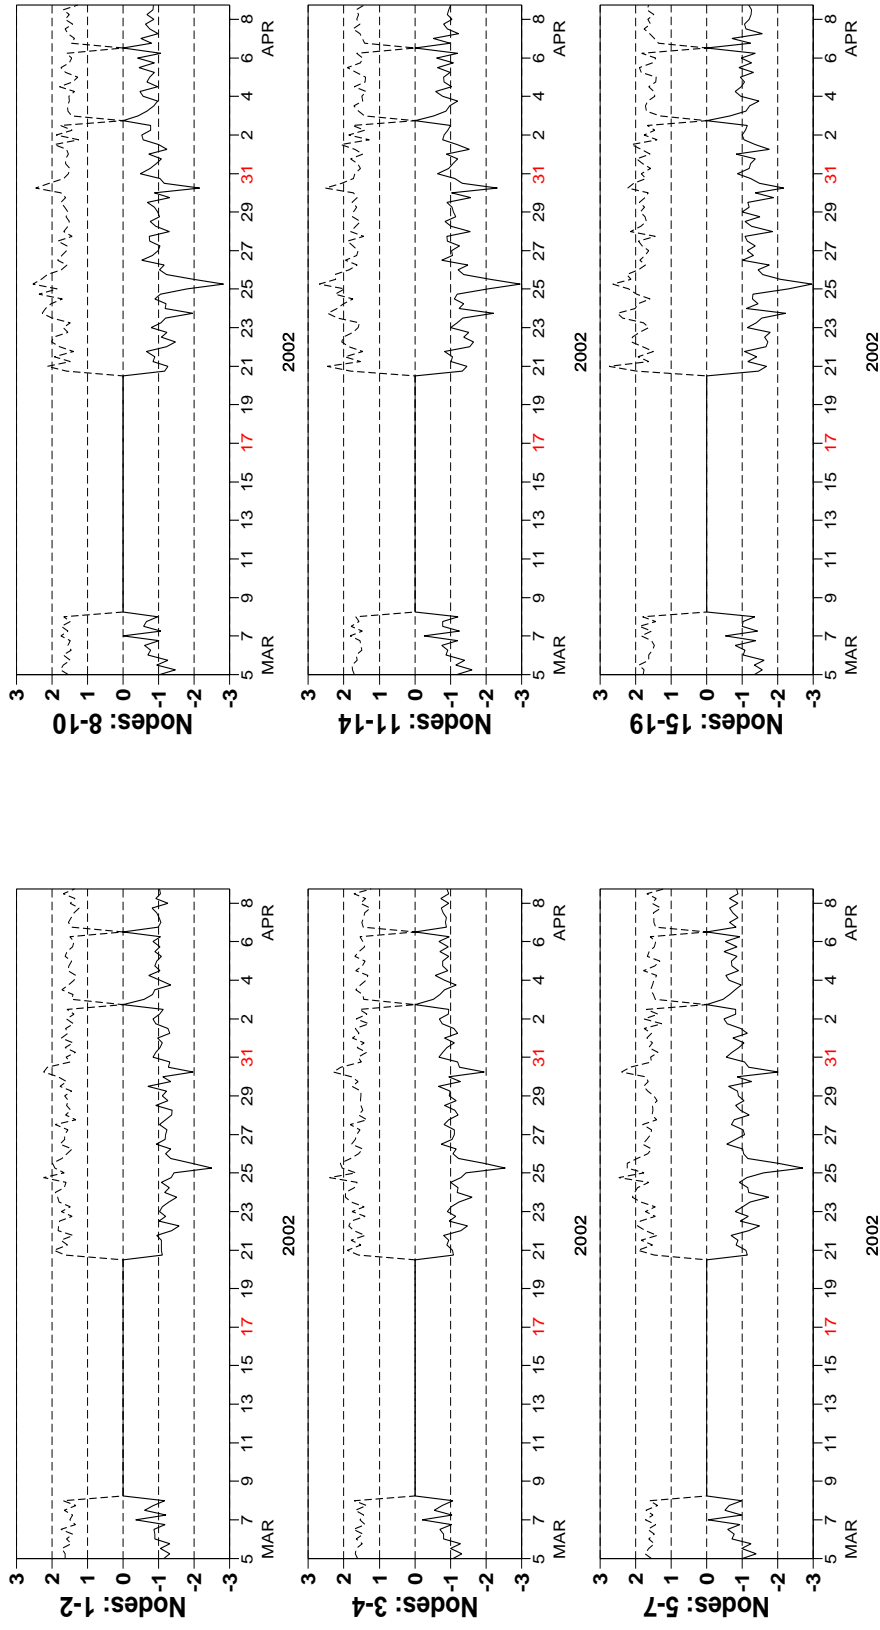 Nodes: 1-2
3
2
1
0
-1
-2
-3
5 7 9 11 13 15 17 19 21 23 25 27 29 31 2 4 6 8
MAR APR
2002
Nodes: 3-4
3
2
1
0
-1
-2
-3
5 7 9 11 13 15 17 19 21 23 25 27 29 31 2 4 6 8
MAR APR
2002
Nodes: 5-7
3
2
1
0
-1
-2
-3
5 7 9 11 13 15 17 19 21 23 25 27 29 31 2 4 6 8
MAR APR
2002
Nodes: 8-10
3
2
1
0
-1
-2
-3
5 7 9 11 13 15 17 19 21 23 25 27 29 31 2 4 6 8
MAR APR
2002
Nodes: 11-14
3
2
1
0
-1
-2
-3
5 7 9 11 13 15 17 19 21 23 25 27 29 31 2 4 6 8
MAR APR
2002
Nodes: 15-19
3
2
1
0
-1
-2
-3
5 7 9 11 13 15 17 19 21 23 25 27 29 31 2 4 6 8
MAR APR
2002